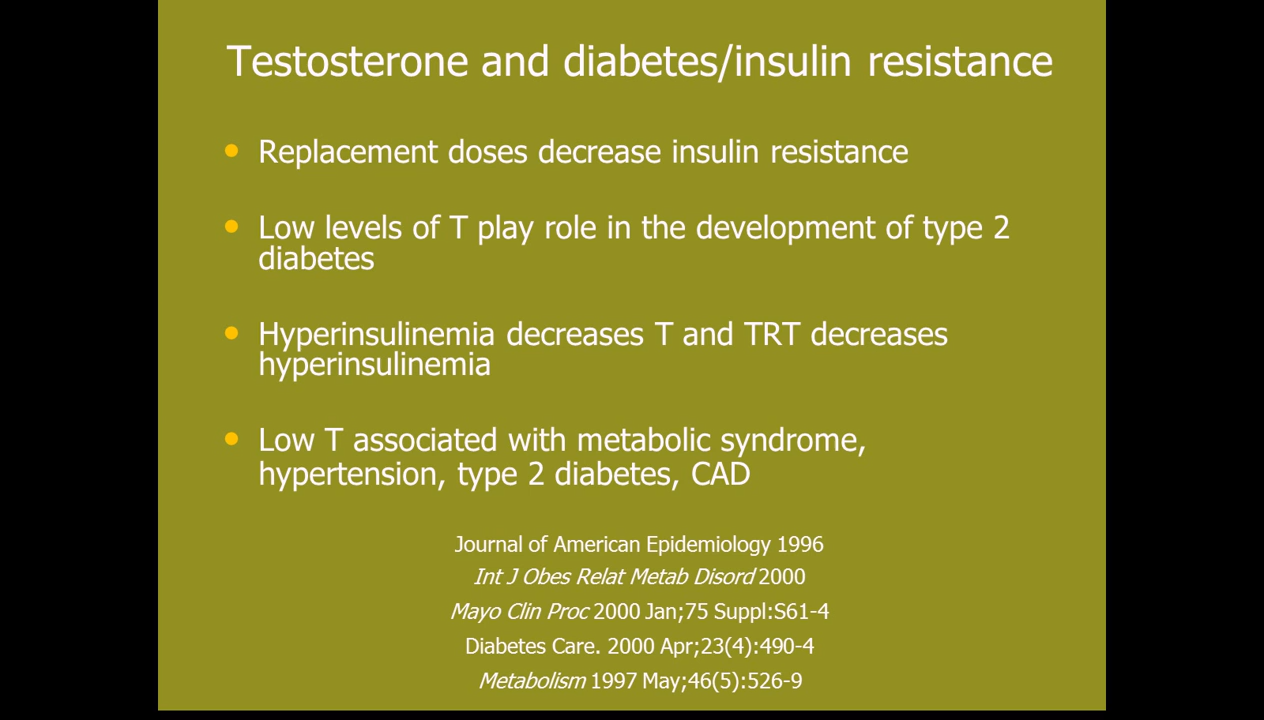 Testosterone and diabetes/insulin resistance
• Replacement doses decrease insulin resistance
• Low levels of T play role in the development of type 2
diabetes
• Hyperinsulinemia decreases T and TRT decreases
hyperinsulinemia
• Low T associated with metabolic syndrome,
hypertension, type 2 diabetes, CAD
Journal of American Epidemiology 1996
Int J Obes Relat Metab Disord 2000
Mayo Clin Proc 2000 Jan;75 Suppl:S61-4
Diabetes Care. 2000 Apr;23(4):490-4
Metabolism 1997 May;46(5):526-9